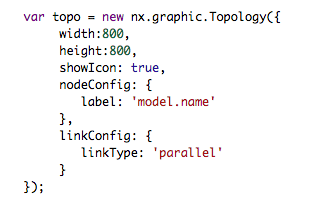 var topo = new nx.graphic.Topology({
width:800,
height:800,
showIcon: true,
nodeConfig: {
label: 'model.name'
},
linkConfig: {
linkType: 'parallel'
}
});